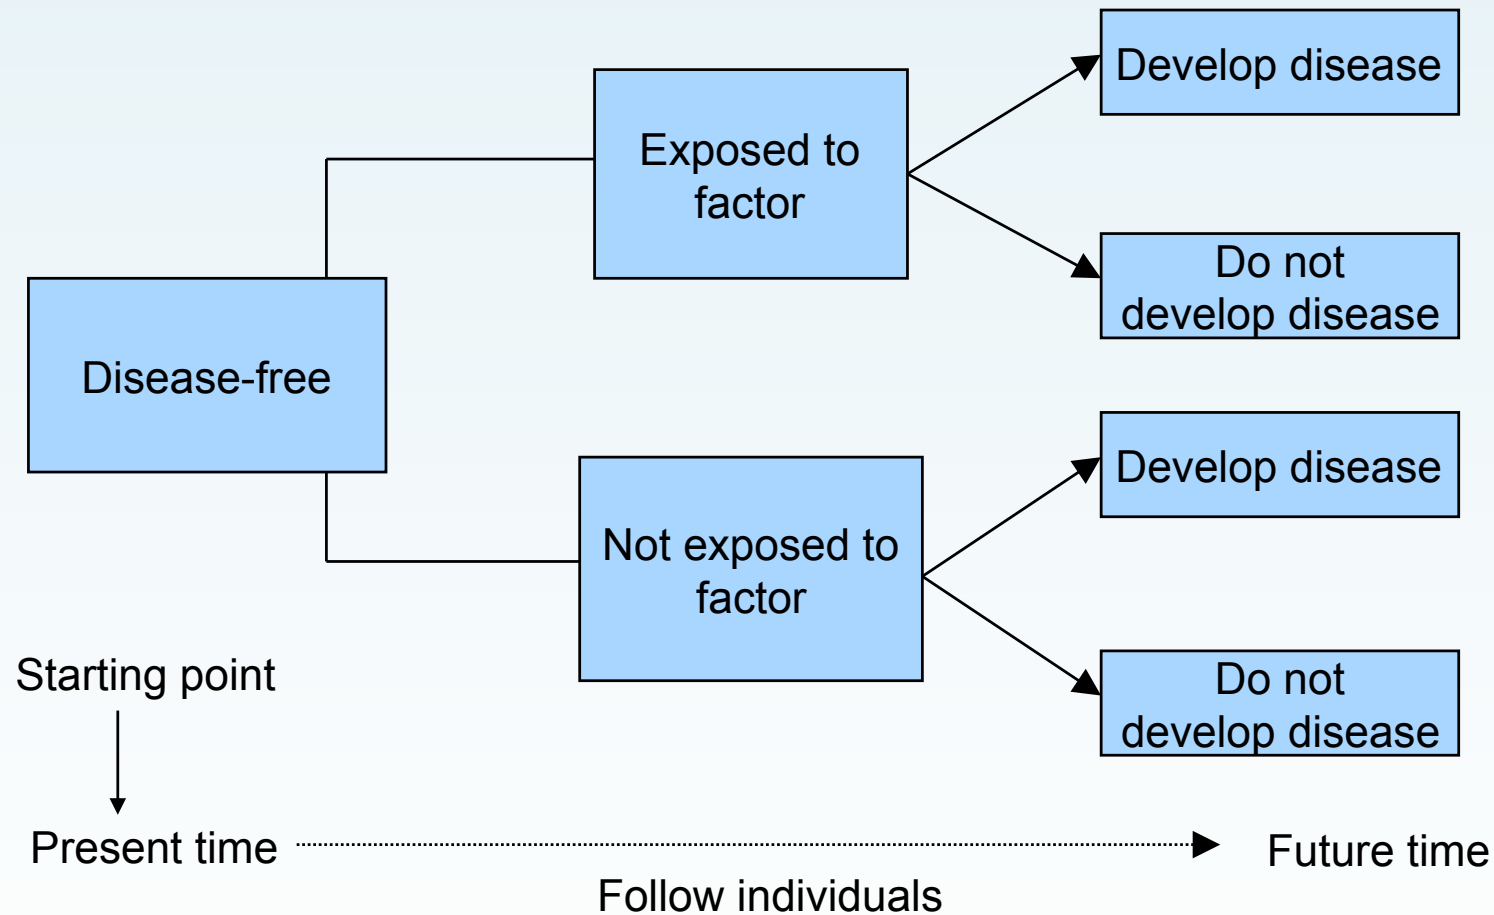 Develop disease
Exposed to
factor
Do not
develop disease
Disease-free
Develop disease
Not exposed to
factor
Do not
develop disease
Starting point
Present time
Future time
Follow individuals